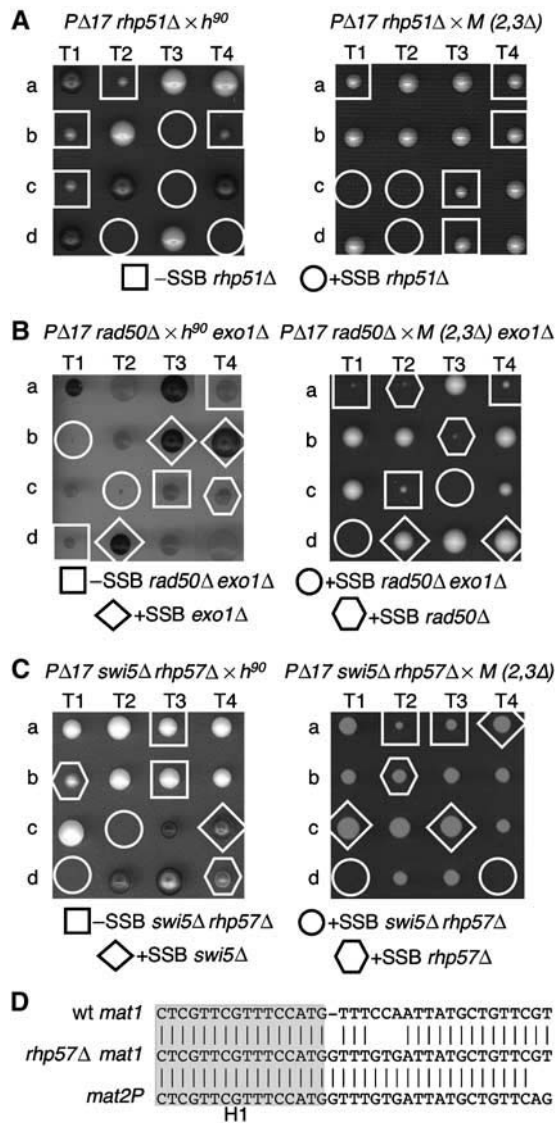 A PΔ17 rhp51Δ × h⁹⁰ PΔ17 rhp51Δ × M (2,3Δ)
T1 T2 T3 T4 T1 T2 T3 T4
a a
b b
c c
d d
−SSB rhp51Δ +SSB rhp51Δ
B PΔ17 rad50Δ × h⁹⁰ exo1Δ PΔ17 rad50Δ × M (2,3Δ) exo1Δ
T1 T2 T3 T4 T1 T2 T3 T4
a a
b b
c c
d d
−SSB rad50Δ exo1Δ +SSB rad50Δ exo1Δ
+SSB exo1Δ +SSB rad50Δ
C PΔ17 swi5Δ rhp57Δ × h⁹⁰ PΔ17 swi5Δ rhp57Δ × M (2,3Δ)
T1 T2 T3 T4 T1 T2 T3 T4
a a
b b
c c
d d
−SSB swi5Δ rhp57Δ +SSB swi5Δ rhp57Δ
+SSB swi5Δ +SSB rhp57Δ
D
wt mat1 CTCGTTCGTTTCCATG-TTTCCAATTATGCTGTTCGT
rhp57Δ mat1 CTCGTTCGTTTCCATGGTTTGTGATTATGCTGTTCGT
mat2P CTCGTTCGTTTCCATGGTTTGTGATTATGCTGTTCAG
H1